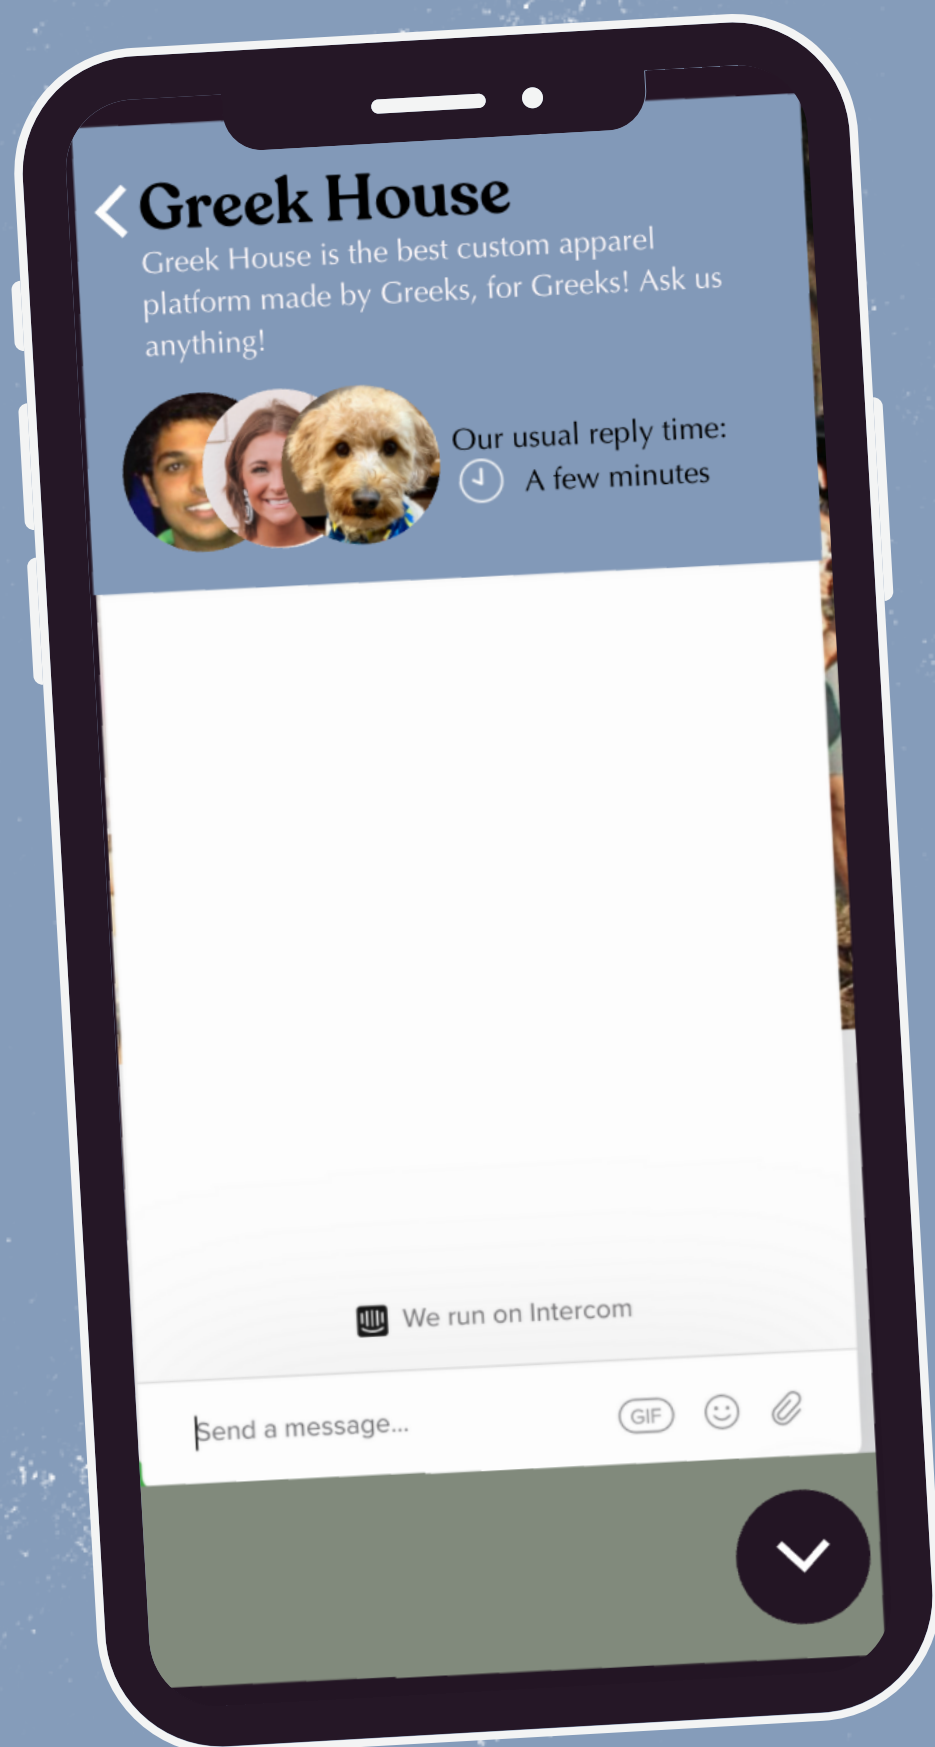 Greek House
Greek House is the best custom apparel
platform made by Greeks, for Greeks! Ask us
anything!
Our usual reply time:
A few minutes
We run on Intercom
Send a message...
GIF